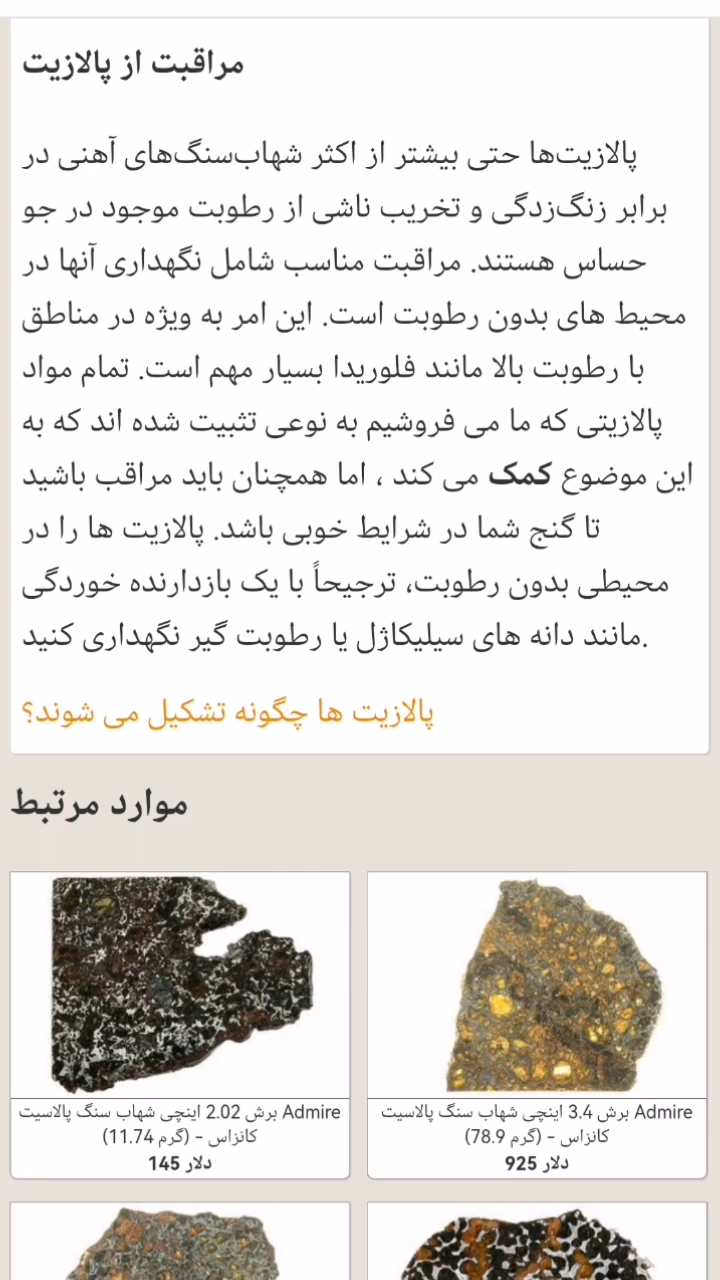 مراقبت از پالازیت
پالازیت‌ها حتی بیشتر از اکثر شهاب‌سنگ‌های آهنی در
برابر زنگ‌زدگی و تخریب ناشی از رطوبت موجود در جو
حساس هستند. مراقبت مناسب شامل نگهداری آنها در
محیط های بدون رطوبت است. این امر به ویژه در مناطق
با رطوبت بالا مانند فلوریدا بسیار مهم است. تمام مواد
پالازیتی که ما می فروشیم به نوعی تثبیت شده اند که به
این موضوع کمک می کند ، اما همچنان باید مراقب باشید
تا گنج شما در شرایط خوبی باشد. پالازیت ها را در
محیطی بدون رطوبت، ترجیحاً با یک بازدارنده خوردگی
مانند دانه های سیلیکاژل یا رطوبت گیر نگهداری کنید.
پالازیت ها چگونه تشکیل می شوند؟
موارد مرتبط
برش 3.4 اینچی شهاب سنگ پالاسیت Admire
کانزاس - (78.9 گرم)
925 دلار
برش 2.02 اینچی شهاب سنگ پالاسیت Admire
کانزاس - (11.74 گرم)
145 دلار